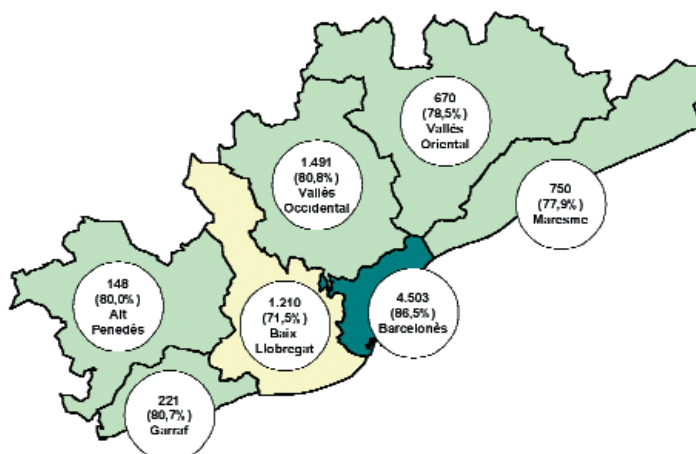 670
(78,5%)
Vallès
Oriental
1.491
(80,8%)
Vallès
Occidental
750
(77,9%)
Maresme
148
(80,0%)
Alt
Penedès
1.210
(71,5%)
Baix
Llobregat
4.503
(86,5%)
Barcelonès
221
(80,7%)
Garraf